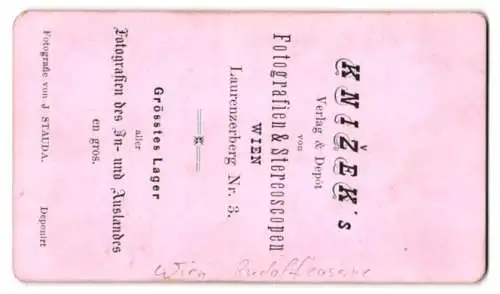 KNIŽEK's
Verlag & Depot
von
Fotografien & Stereoscopen
WIEN
Laurenzerberg Nr. 3.
Grösstes Lager
aller
Fotografien des In- und Auslandes
en gros.
Fotografie von J. STAUDA. Deponirt
Wien Rudolfkaserne